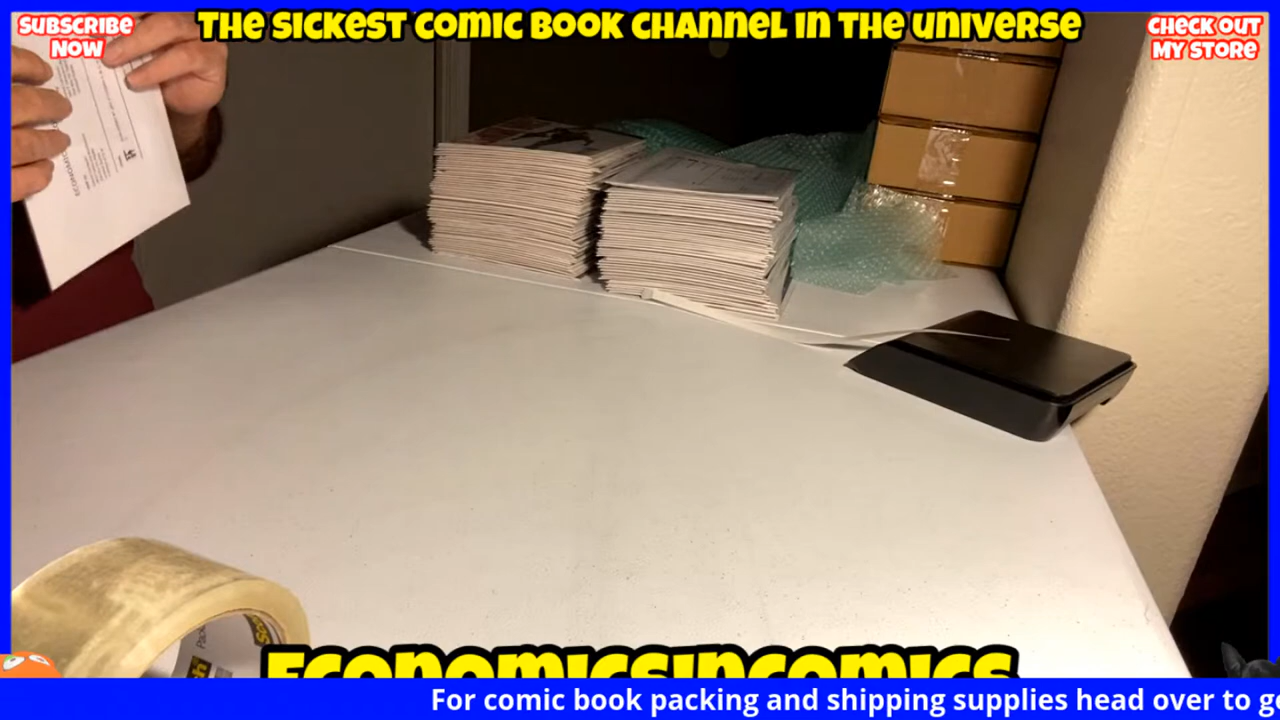 SUBSCRIBE
NOW
THE SICKEST COMIC BOOK CHANNEL IN THE UNIVERSE
CHECK OUT
MY STORE
ECONOMICSINCOMICS
For comic book packing and shipping supplies head over to